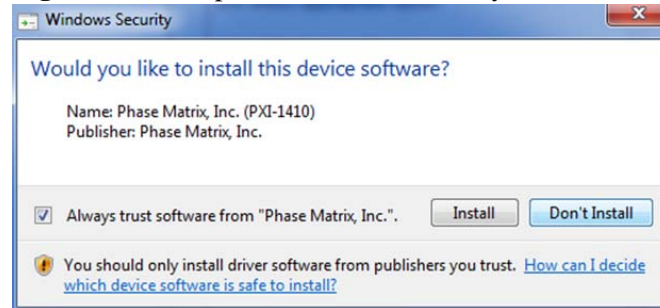 Windows Security
x
Would you like to install this device software?
Name: Phase Matrix, Inc. (PXI-1410)
Publisher: Phase Matrix, Inc.
Always trust software from "Phase Matrix, Inc.".
Install
Don't Install
You should only install driver software from publishers you trust. How can I decide
which device software is safe to install?